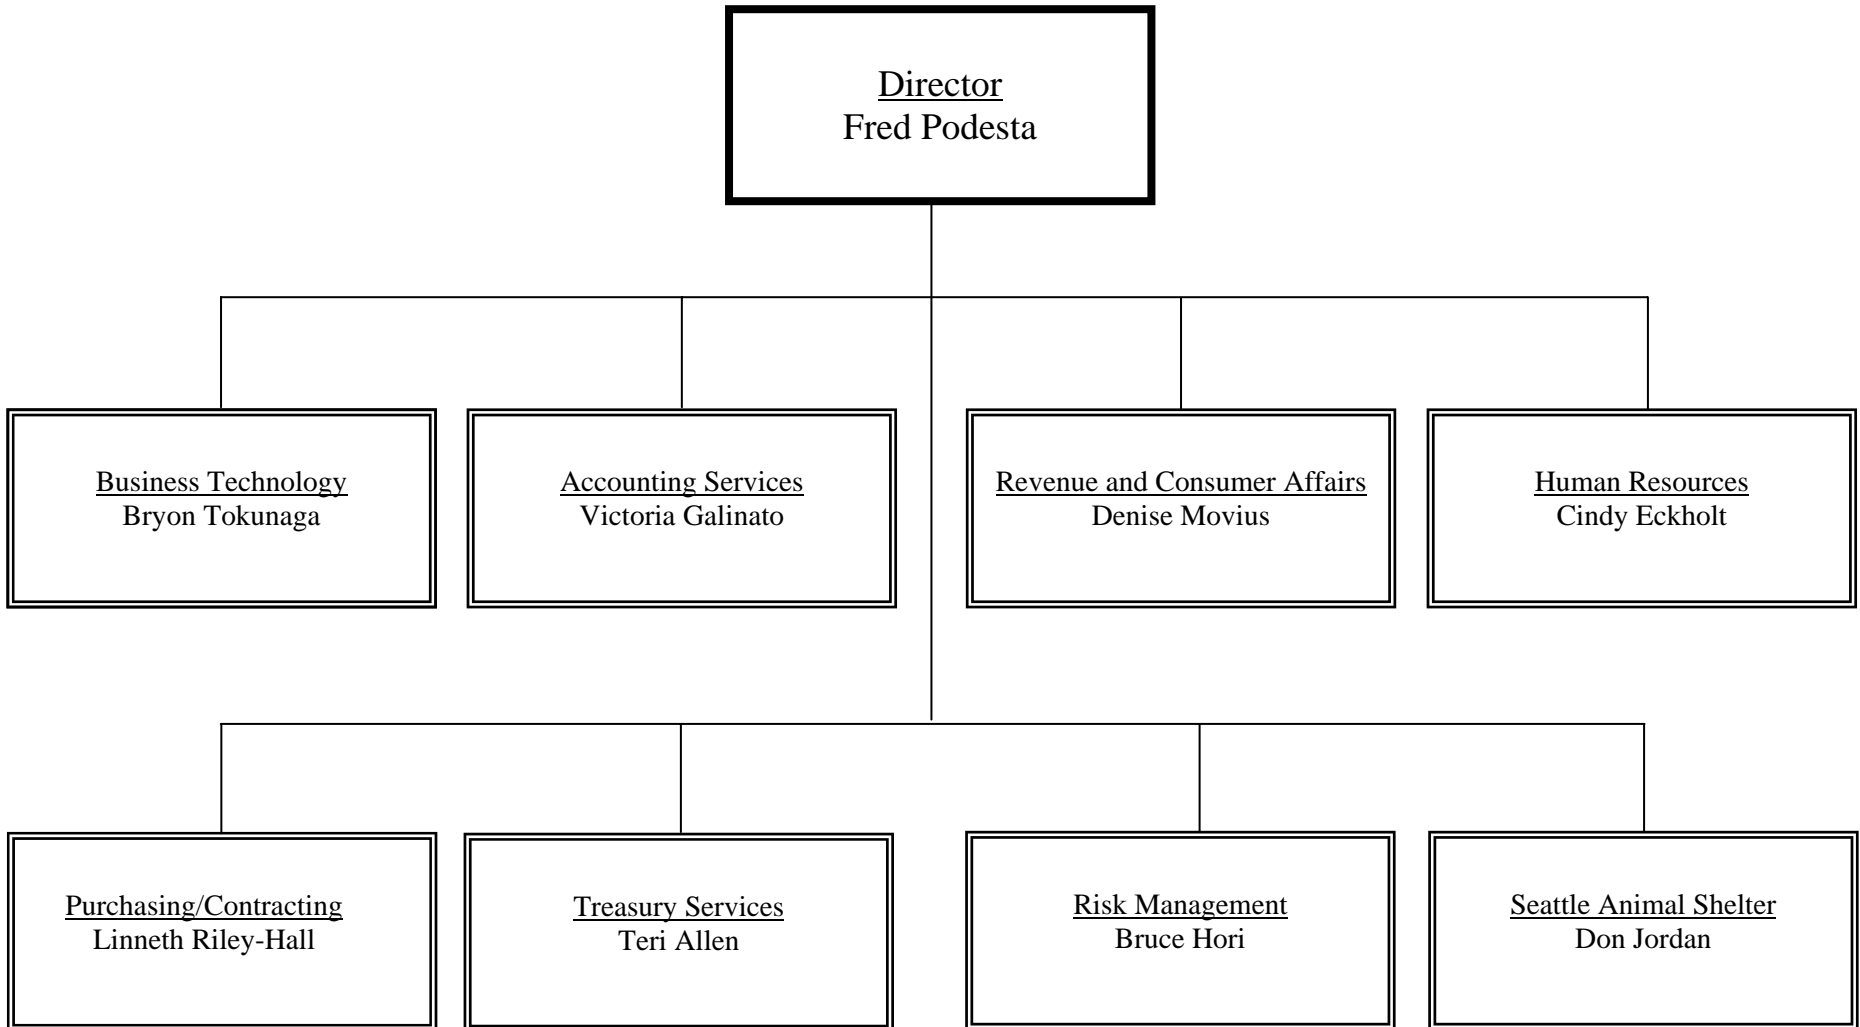 Director
Fred Podesta
Business Technology
Bryon Tokunaga
Accounting Services
Victoria Galinato
Revenue and Consumer Affairs
Denise Movius
Human Resources
Cindy Eckholt
Purchasing/Contracting
Linneth Riley-Hall
Treasury Services
Teri Allen
Risk Management
Bruce Hori
Seattle Animal Shelter
Don Jordan